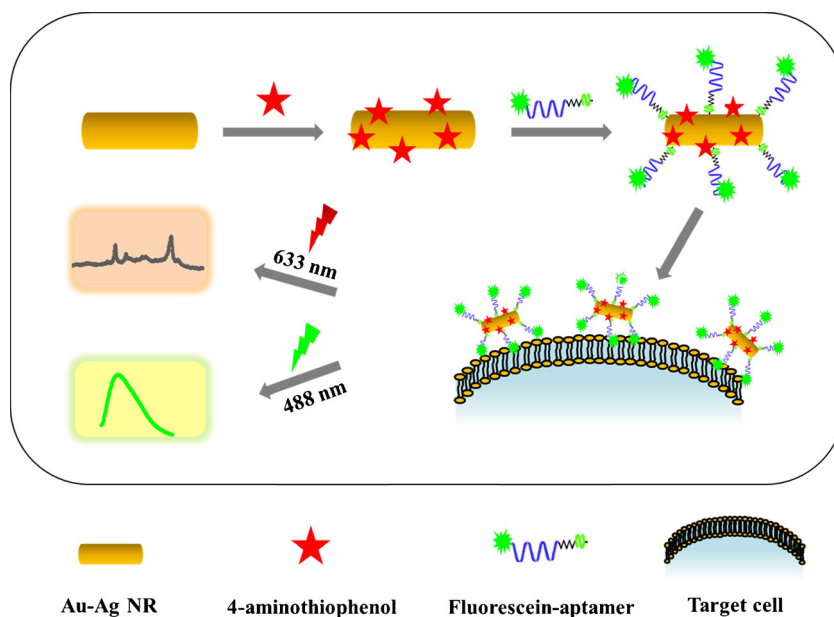 633 nm
488 nm
Au-Ag NR
4-aminothiophenol
Fluorescein-aptamer
Target cell